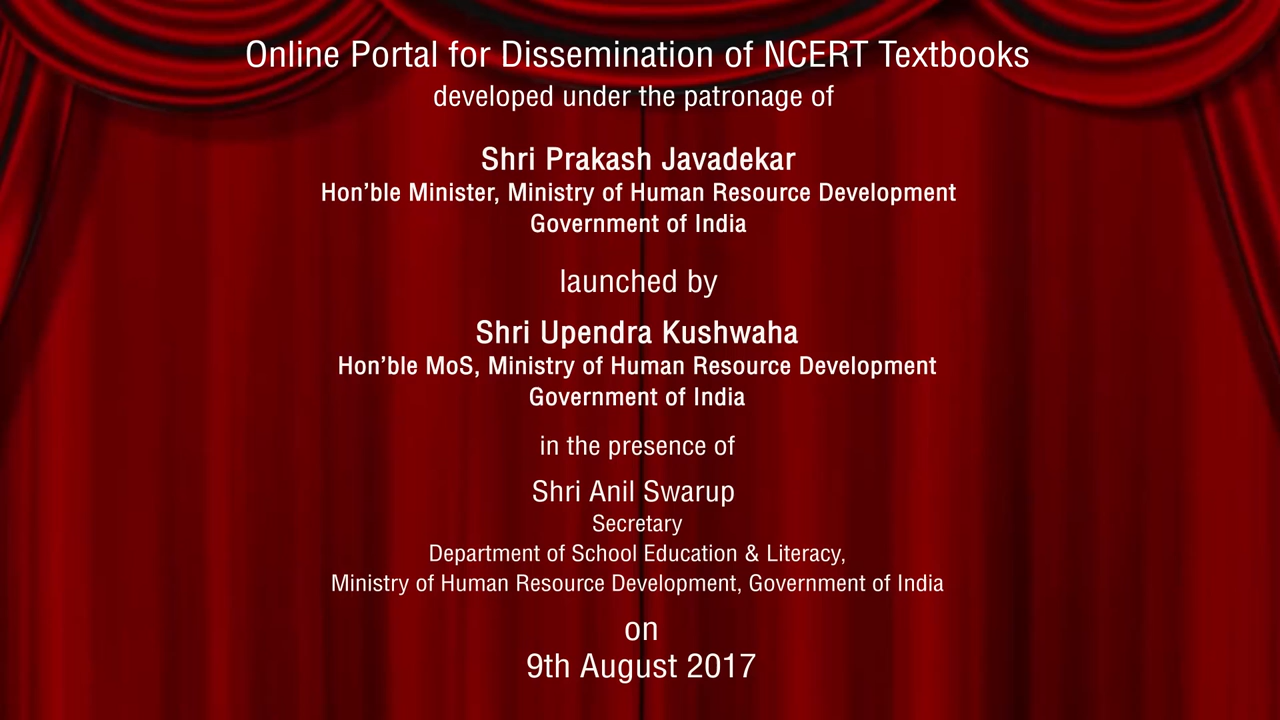 Online Portal for Dissemination of NCERT Textbooks
developed under the patronage of
Shri Prakash Javadekar
Hon’ble Minister, Ministry of Human Resource Development
Government of India
launched by
Shri Upendra Kushwaha
Hon’ble MoS, Ministry of Human Resource Development
Government of India
in the presence of
Shri Anil Swarup
Secretary
Department of School Education & Literacy,
Ministry of Human Resource Development, Government of India
on
9th August 2017